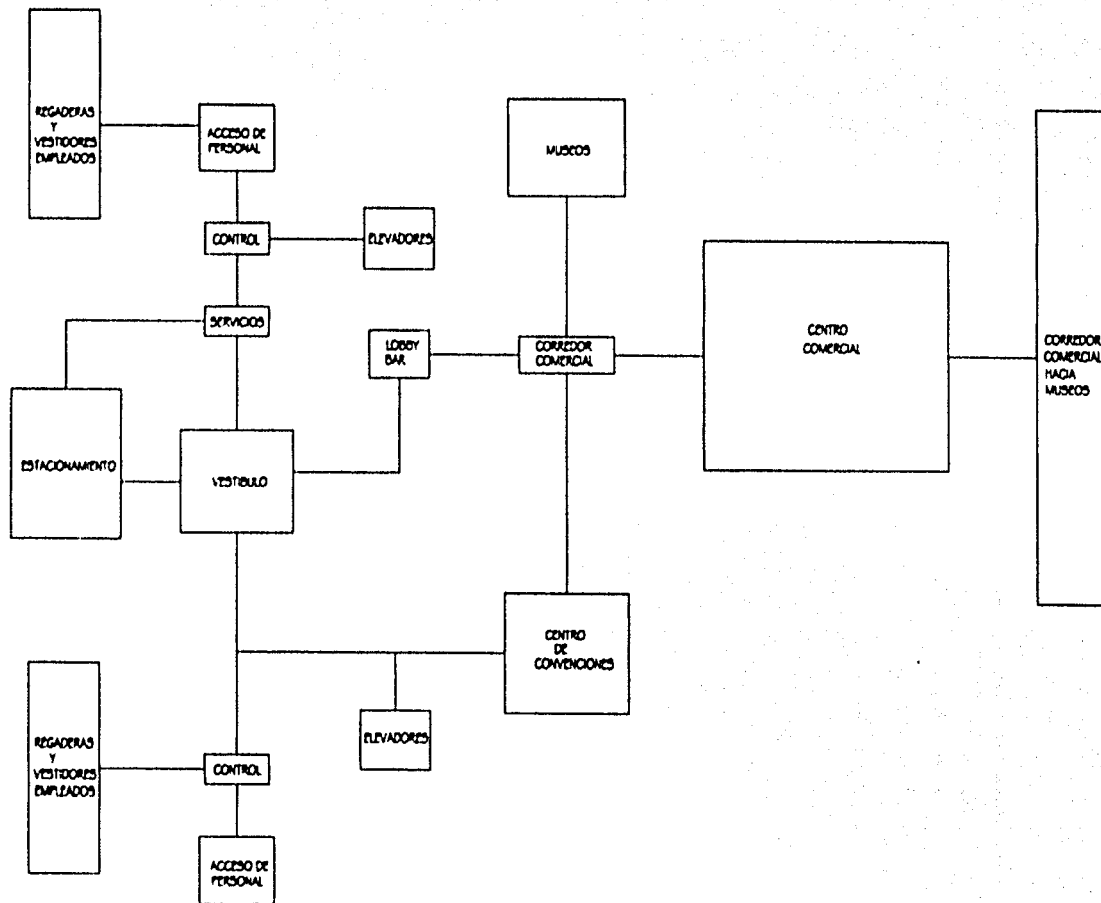 REGADERAS
Y
VESTIDORES
EMPLEADOS
ACCESO DE
PERSONAL
MUSEOS
CONTROL
ELEVADORES
SERVICIOS
LOBBY
BAR
CORREDOR
COMERCIAL
CENTRO
COMERCIAL
CORREDOR
COMERCIAL
HACIA
MUSEOS
ESTACIONAMIENTO
VESTIBULO
CENTRO
DE
CONVENCIONES
ELEVADORES
REGADERAS
Y
VESTIDORES
EMPLEADOS
CONTROL
ACCESO DE
PERSONAL